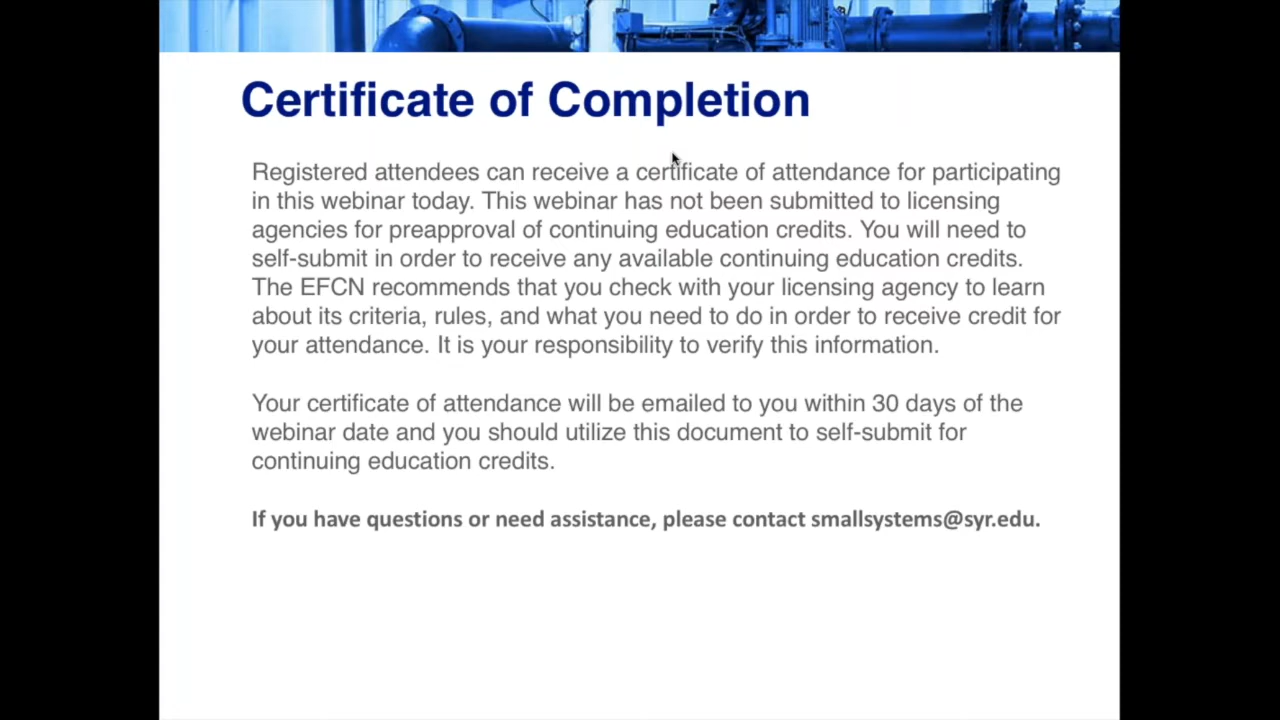 Certificate of Completion
Registered attendees can receive a certificate of attendance for participating
in this webinar today. This webinar has not been submitted to licensing
agencies for preapproval of continuing education credits. You will need to
self-submit in order to receive any available continuing education credits.
The EFCN recommends that you check with your licensing agency to learn
about its criteria, rules, and what you need to do in order to receive credit for
your attendance. It is your responsibility to verify this information.
Your certificate of attendance will be emailed to you within 30 days of the
webinar date and you should utilize this document to self-submit for
continuing education credits.
If you have questions or need assistance, please contact smallsystems@syr.edu.